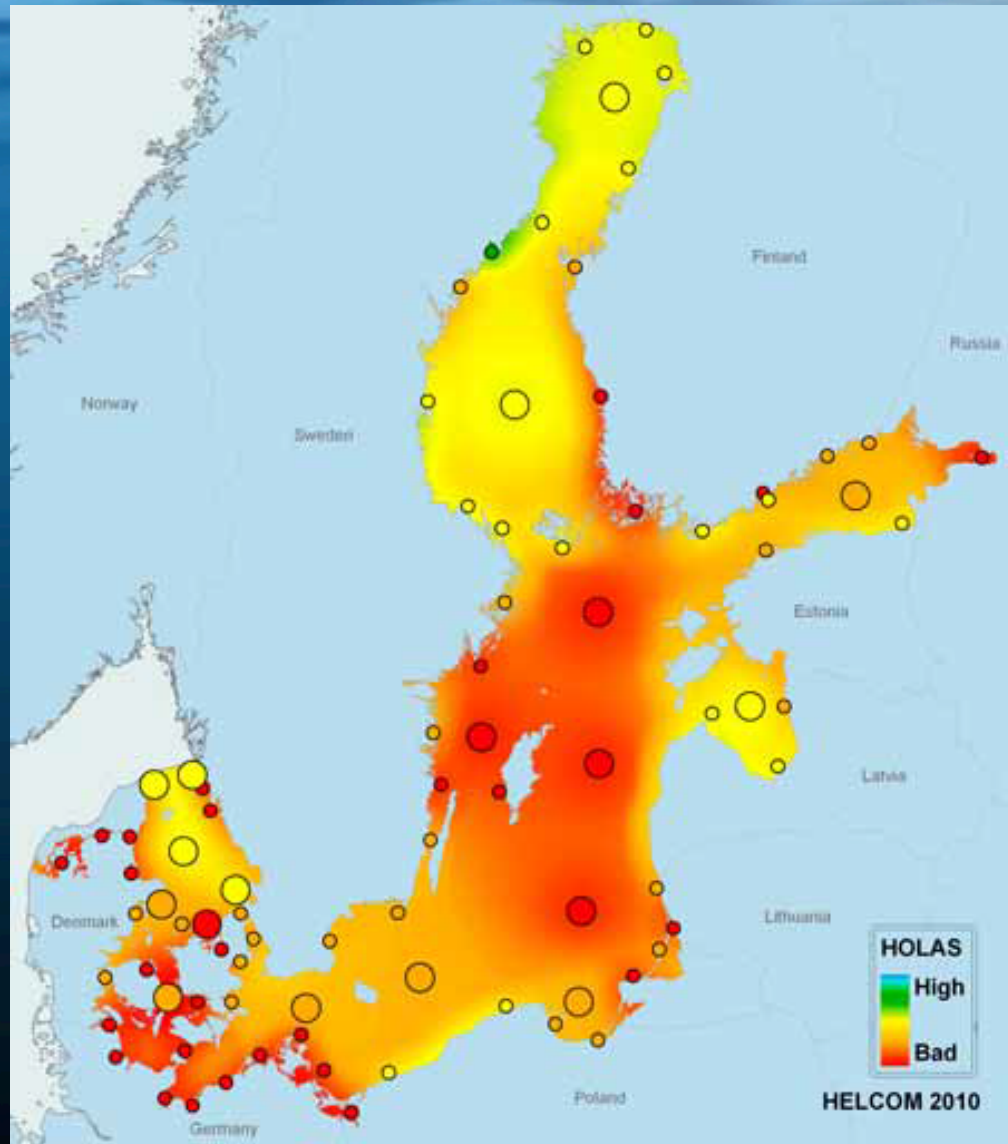 Finland
Russia
Norway
Sweden
Estonia
Latvia
Denmark
Lithuania
HOLAS
High
Bad
HELCOM 2010
Poland
Germany